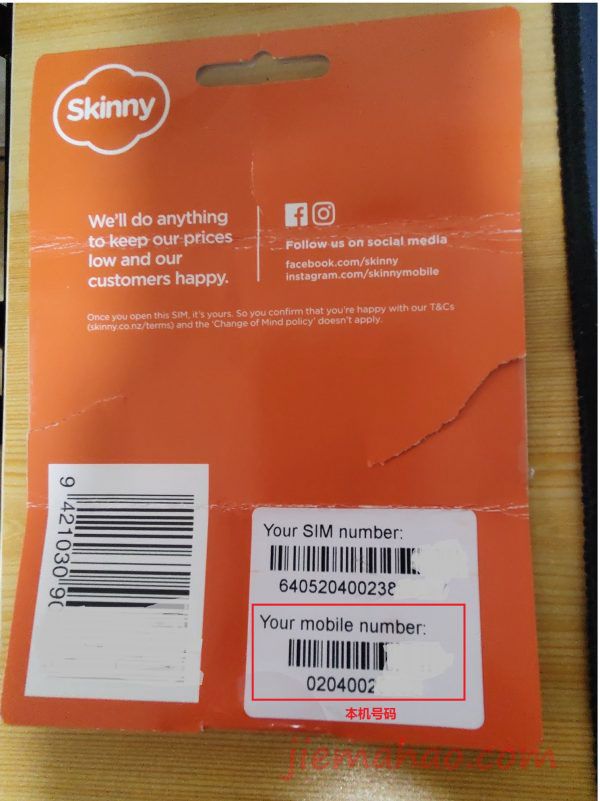 Skinny
We'll do anything
to keep our prices
low and our
customers happy.
Follow us on social media
facebook.com/skinny
instagram.com/skinnymobile
Once you open this SIM, it's yours. So you confirm that you're happy with our T&Cs
(skinny.co.nz/terms) and the 'Change of Mind policy' doesn't apply.
9 421030 90
Your SIM number:
640520400238
Your mobile number:
0204002
本机号码
jiemahao.com